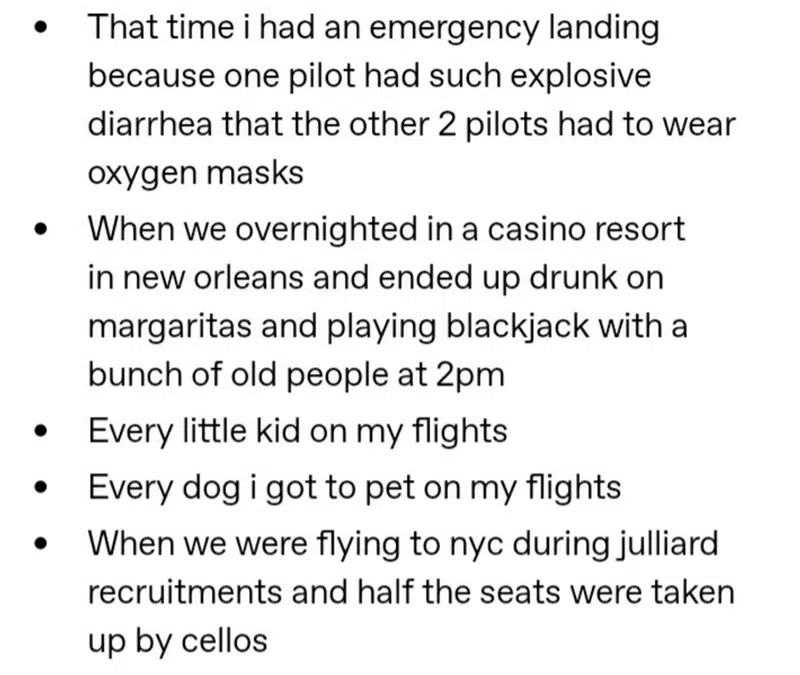 • That time i had an emergency landing
because one pilot had such explosive
diarrhea that the other 2 pilots had to wear
oxygen masks
• When we overnighted in a casino resort
in new orleans and ended up drunk on
margaritas and playing blackjack with a
bunch of old people at 2pm
• Every little kid on my flights
• Every dog i got to pet on my flights
• When we were flying to nyc during julliard
recruitments and half the seats were taken
up by cellos